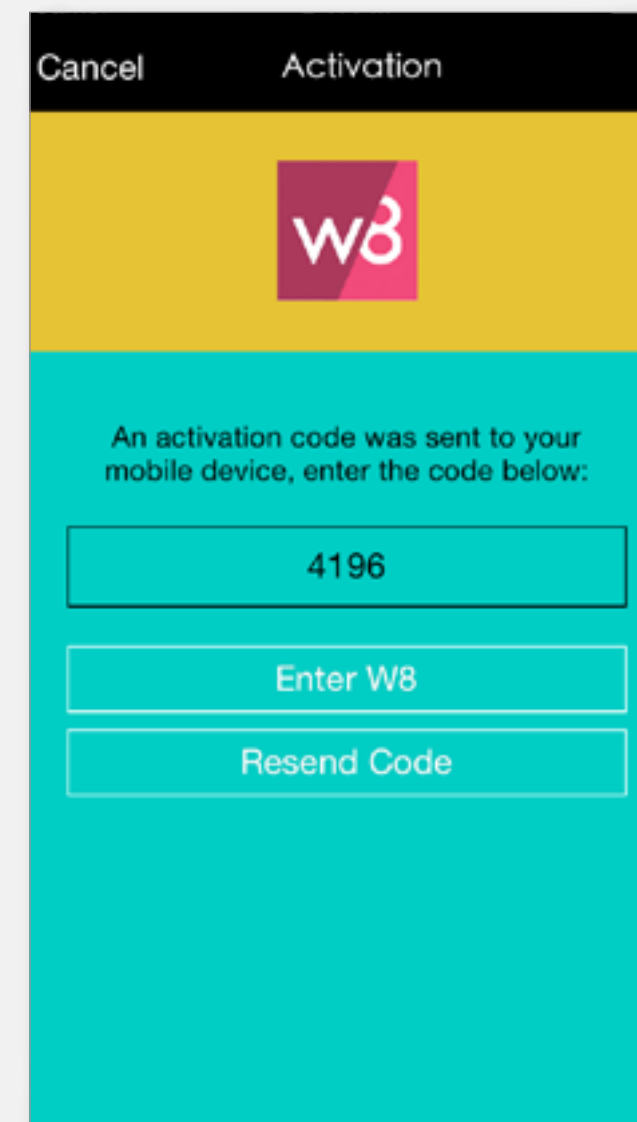 Cancel Activation
w8
An activation code was sent to your
mobile device, enter the code below:
4196
Enter W8
Resend Code